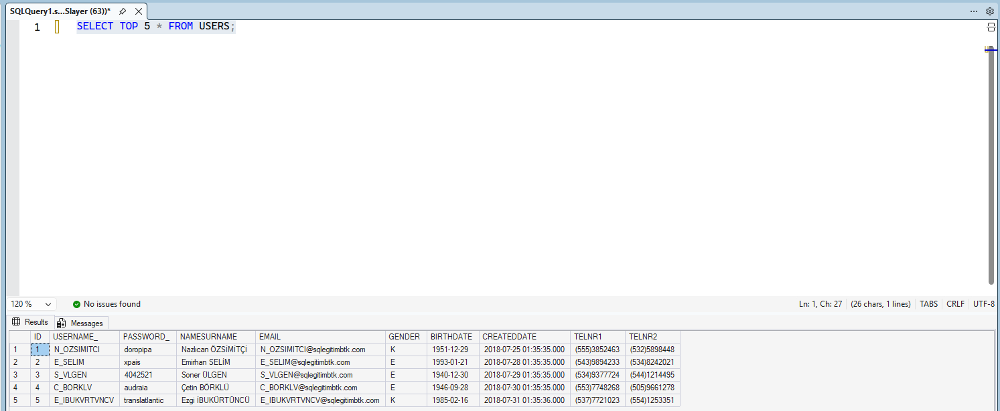 SQLQuery1.s...Slayer (63))*
1 SELECT TOP 5 * FROM USERS;
120 % No issues found Ln: 1, Ch: 27 (26 chars, 1 lines) TABS CRLF UTF-8
Results Messages
ID USERNAME_ PASSWORD_ NAMESURNAME EMAIL GENDER BIRTHDATE CREATEDDATE TELNR1 TELNR2
1 1 N_OZSIMITCI doropipa Nazlıcan ÖZSİMİTÇİ N_OZSIMITCI@sqlegitimbtk.com K 1951-12-29 2018-07-25 01:35:35.000 (555)3852463 (532)5898448
2 2 E_SELIM xpais Emirhan SELİM E_SELIM@sqlegitimbtk.com E 1993-01-21 2018-07-28 01:35:35.000 (543)9894233 (534)8242021
3 3 S_VLGEN 4042521 Soner ÜLGEN S_VLGEN@sqlegitimbtk.com E 1940-12-30 2018-07-29 01:35:35.000 (534)9377724 (544)1214495
4 4 C_BORKLV audraia Çetin BÖRKLÜ C_BORKLV@sqlegitimbtk.com E 1946-09-28 2018-07-30 01:35:35.000 (553)7748268 (505)9661278
5 5 E_IBUKVRTVNCV translatlantic Ezgi İBUKÜRTÜNCÜ E_IBUKVRTVNCV@sqlegitimbtk.com K 1985-02-16 2018-07-31 01:35:36.000 (537)7721023 (554)1253351